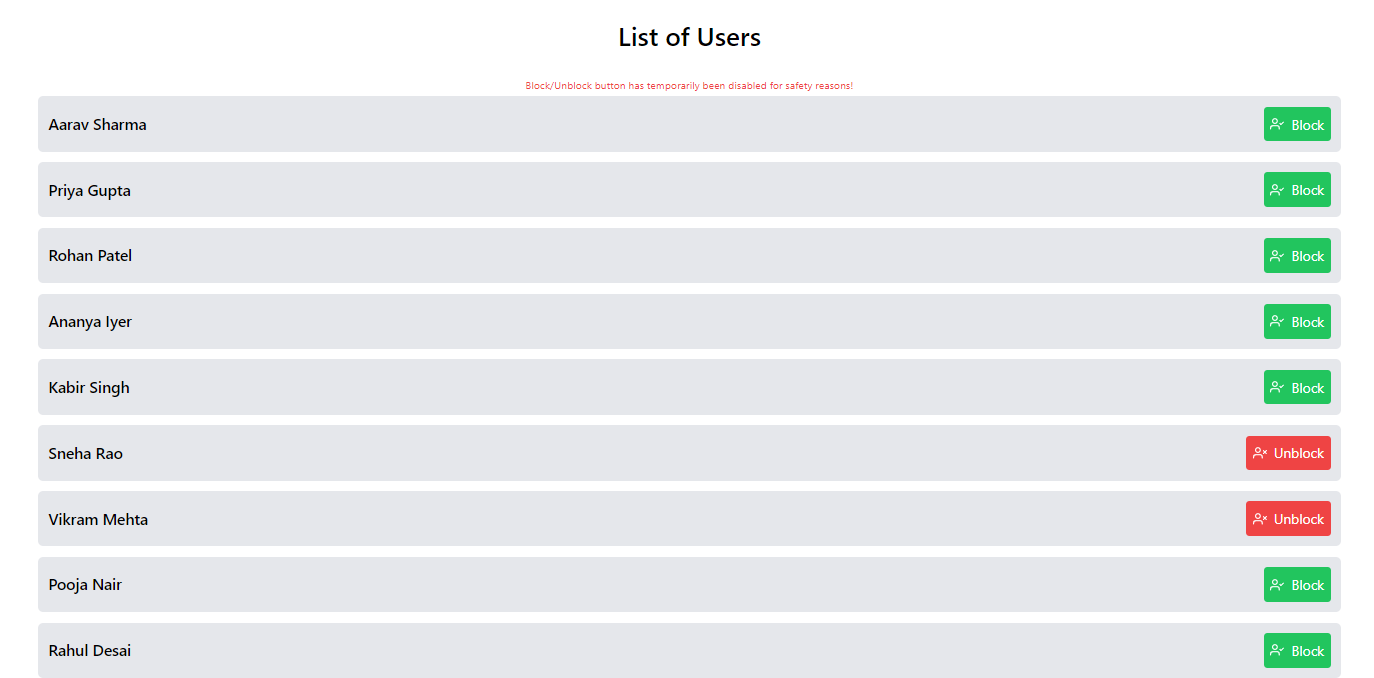 List of Users
Block/Unblock button has temporarily been disabled for safety reasons!
Aarav Sharma Block
Priya Gupta Block
Rohan Patel Block
Ananya Iyer Block
Kabir Singh Block
Sneha Rao Unblock
Vikram Mehta Unblock
Pooja Nair Block
Rahul Desai Block